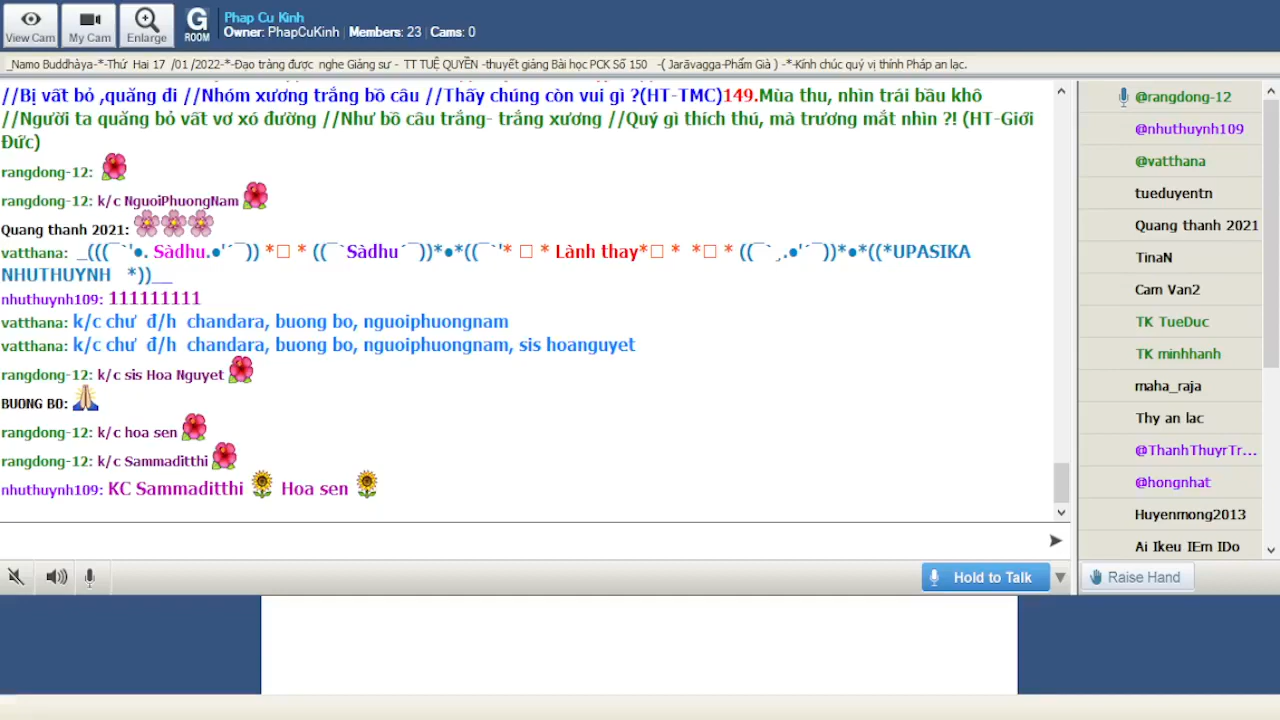 View Cam
My Cam
Enlarge
G
ROOM
Phap Cu Kinh
Owner: PhapCuKinh | Members: 23 | Cams: 0
_Namo Buddhàya-*-Thứ Hai 17 /01 /2022-*-Đạo tràng được nghe Giảng sư - TT TUỆ QUYỀN -thuyết giảng Bài học PCK Số 150 -( Jarāvagga-Phẩm Già ) -*-Kính chúc quý vị thính Pháp an lạc.
//Bị vất bỏ ,quăng đi //Nhóm xương trắng bồ câu //Thấy chúng còn vui gì ?(HT-TMC)149.Mùa thu, nhìn trái bầu khô
//Người ta quăng bỏ vất vơ xó đường //Như bồ câu trắng- trắng xương //Quý gì thích thú, mà trương mắt nhìn ?! (HT-Giới
Đức)
rangdong-12:
rangdong-12: k/c NguoiPhuongNam
Quang thanh 2021:
vatthana: _(((¯`'●. Sàdhu.●'´¯)) *□ * ((¯`Sàdhu´¯))*●*((¯`'* □ * Lành thay*□ * *□ * ((¯`¸.●'´¯))*●*((*UPASIKA
NHUTHUYNH *))__
nhuthuynh109: 111111111
vatthana: k/c chư đ/h chandara, buong bo, nguoiphuongnam
vatthana: k/c chư đ/h chandara, buong bo, nguoiphuongnam, sis hoanguyet
rangdong-12: k/c sis Hoa Nguyet
BUONG BO:
rangdong-12: k/c hoa sen
rangdong-12: k/c Sammaditthi
nhuthuynh109: KC Sammaditthi Hoa sen
Hold to Talk
@rangdong-12
@nhuthuynh109
@vatthana
tueduyentn
Quang thanh 2021
TinaN
Cam Van2
TK TueDuc
TK minhhanh
maha_raja
Thy an lac
@ThanhThuyrTr...
@hongnhat
Huyenmong2013
Ai Ikeu IEm IDo
Raise Hand